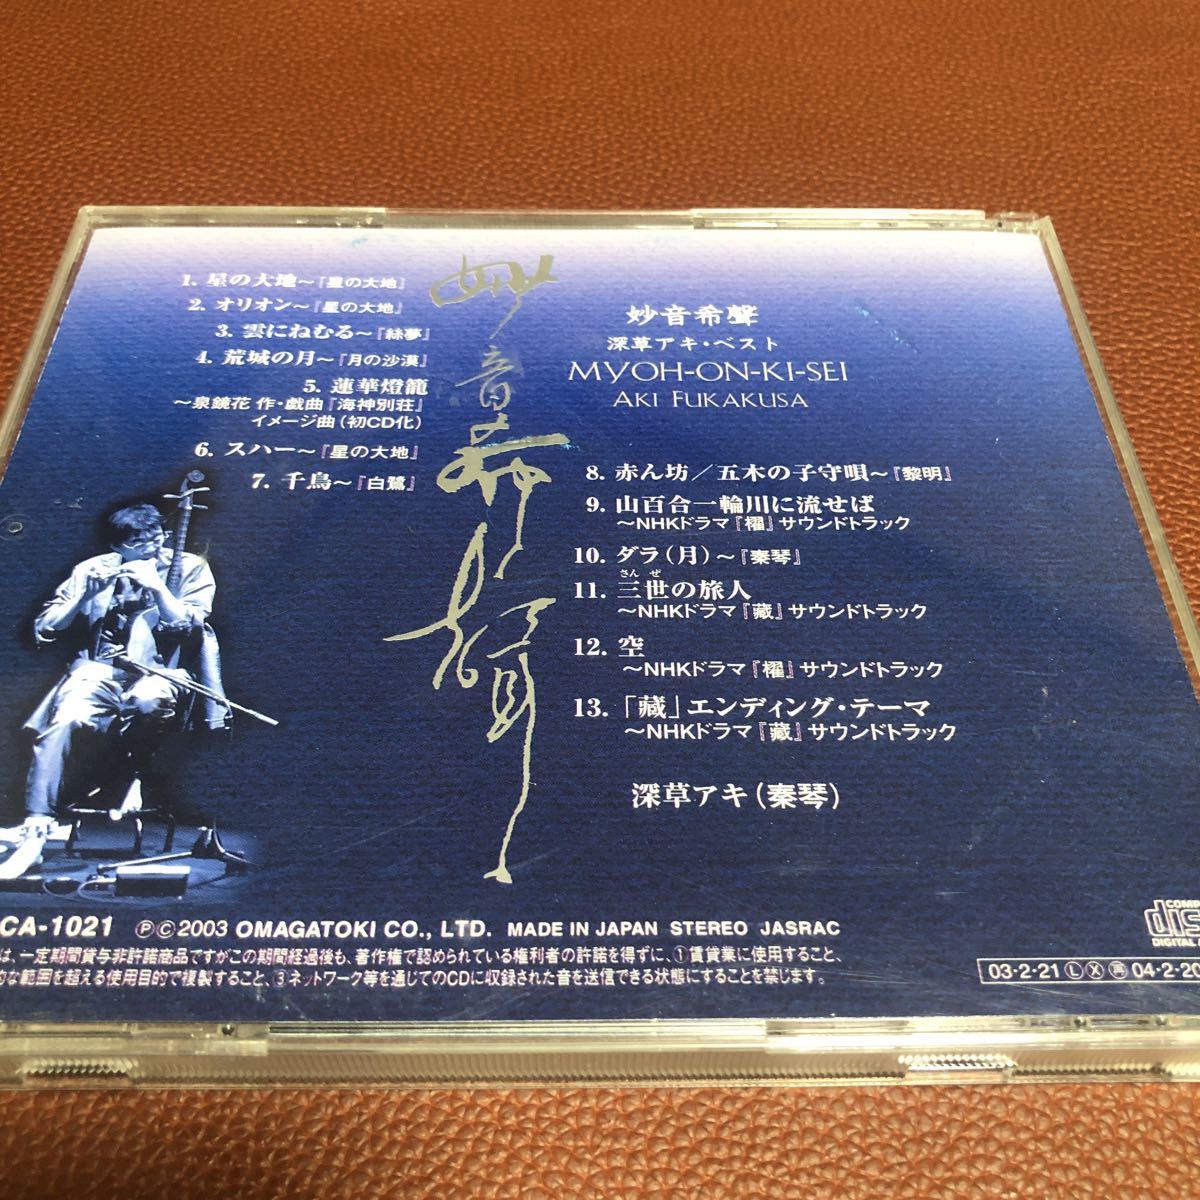 1. 星の大地～『星の大地』
2. オリオン～『星の大地』
3. 雲にねむる～『絲夢』
4. 荒城の月～『月の沙漠』
5. 蓮華燈籠
～泉鏡花 作・戯曲『海神別荘』
イメージ曲(初CD化)
6. スハー～『星の大地』
7. 千鳥～『白鷺』
妙音希聲
妙音希聲
深草アキ・ベスト
MYOH-ON-KI-SEI
AKI FUKAKUSA
8. 赤ん坊／五木の子守唄～『黎明』
9. 山百合一輪川に流せば
～NHKドラマ『櫂』サウンドトラック
10. ダラ(月)～『秦琴』
さん ぜ
11. 三世の旅人
～NHKドラマ『藏』サウンドトラック
12. 空
～NHKドラマ『櫂』サウンドトラック
13. 「藏」エンディング・テーマ
～NHKドラマ『藏』サウンドトラック
深草アキ(秦琴)
CA-1021 ⓅⒸ2003 OMAGATOKI CO., LTD. MADE IN JAPAN STEREO JASRAC
は、一定期間貸与非許諾商品ですがこの期間経過後も、著作権で認められている権利者の許諾を得ずに、①賃貸業に使用すること、
的な範囲を超える使用目的で複製すること、③ネットワーク等を通じてのCDに収録された音を送信できる状態にすることを禁じます。
COMP
dis
DIGITAL
03・2・21 Ⓛ Ⓧ ㊢ 04・2・20